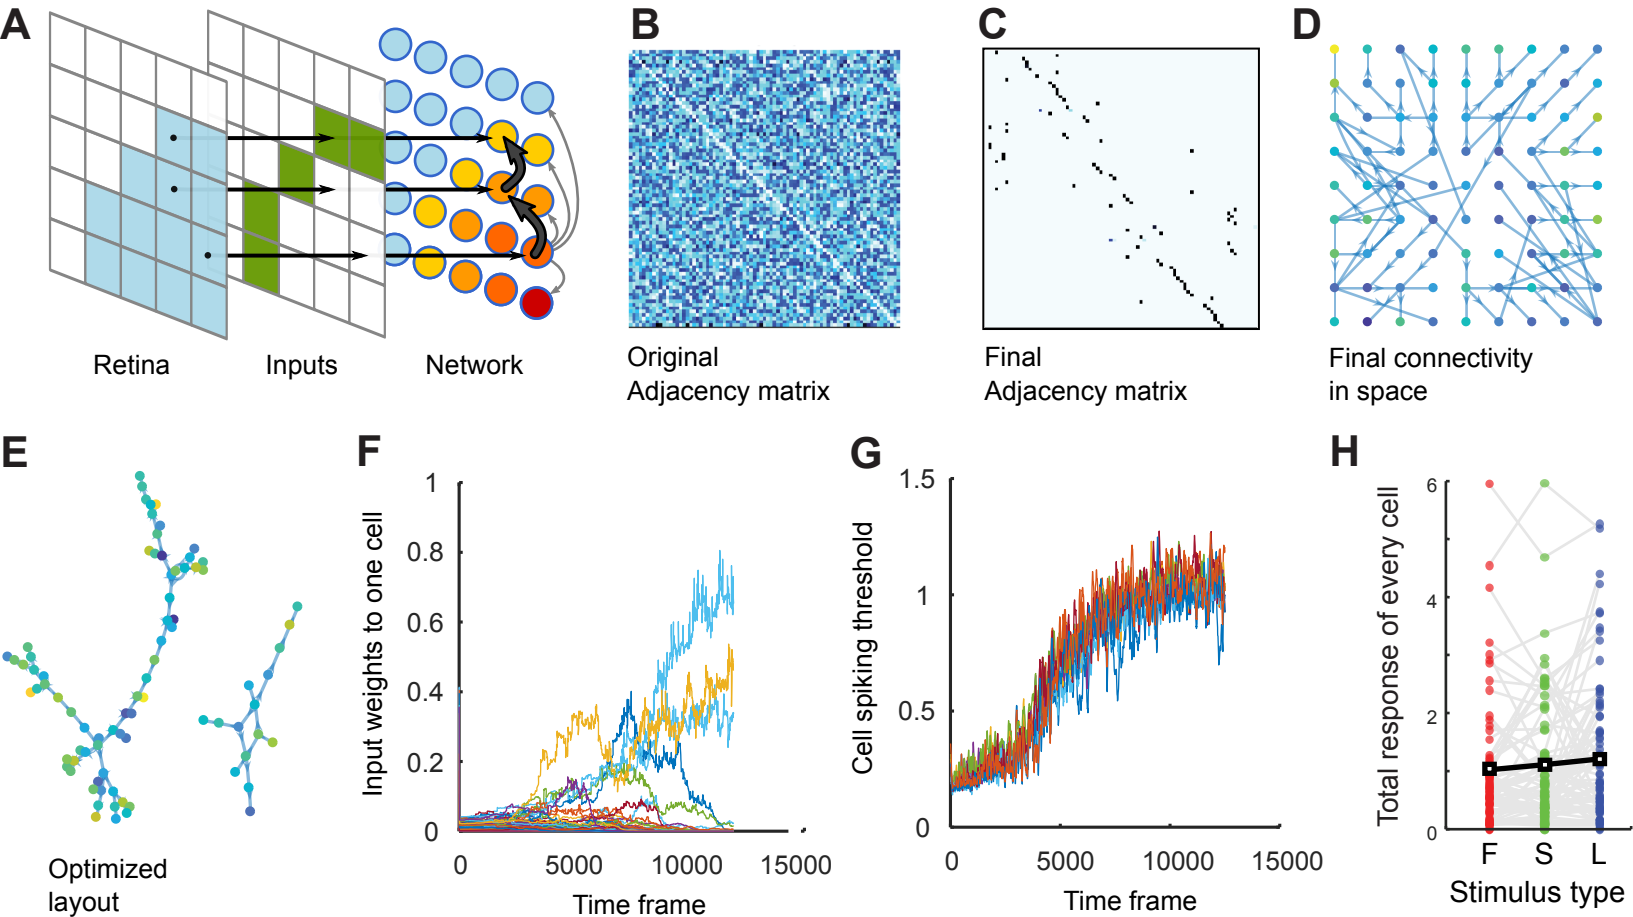 A
B
C
D
Retina
Inputs
Network
Original
Adjacency matrix
Final
Adjacency matrix
Final connectivity
in space
E
Optimized
layout
F
Input weights to one cell
1
0.8
0.6
0.4
0.2
0
0
5000
10000
15000
Time frame
G
Cell spiking threshold
1.5
1
0.5
0
0
5000
10000
15000
Time frame
H
Total response of every cell
6
4
2
0
F
S
L
Stimulus type